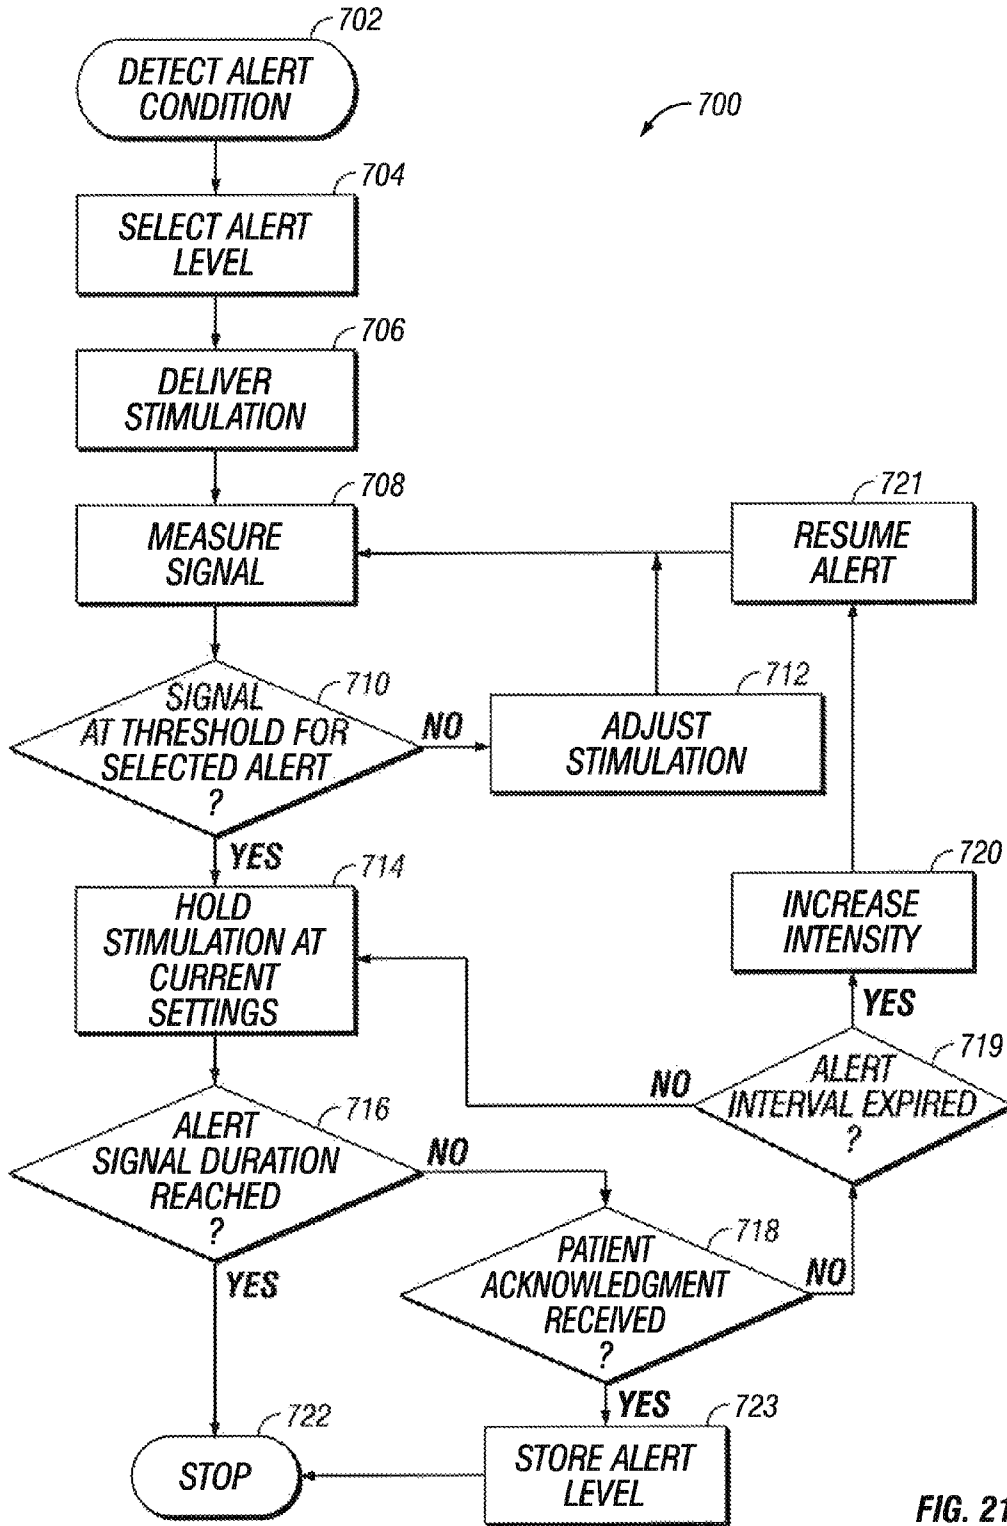 702
DETECT ALERT
CONDITION
700
704
SELECT ALERT
LEVEL
706
DELIVER
STIMULATION
708
MEASURE
SIGNAL
721
RESUME
ALERT
710
SIGNAL
AT THRESHOLD FOR
SELECTED ALERT
?
NO
712
ADJUST
STIMULATION
YES
714
HOLD
STIMULATION AT
CURRENT
SETTINGS
720
INCREASE
INTENSITY
YES
719
ALERT
INTERVAL EXPIRED
?
NO
716
ALERT
SIGNAL DURATION
REACHED
?
NO
718
PATIENT
ACKNOWLEDGMENT
RECEIVED
?
NO
YES
YES
723
STORE ALERT
LEVEL
722
STOP
FIG. 21